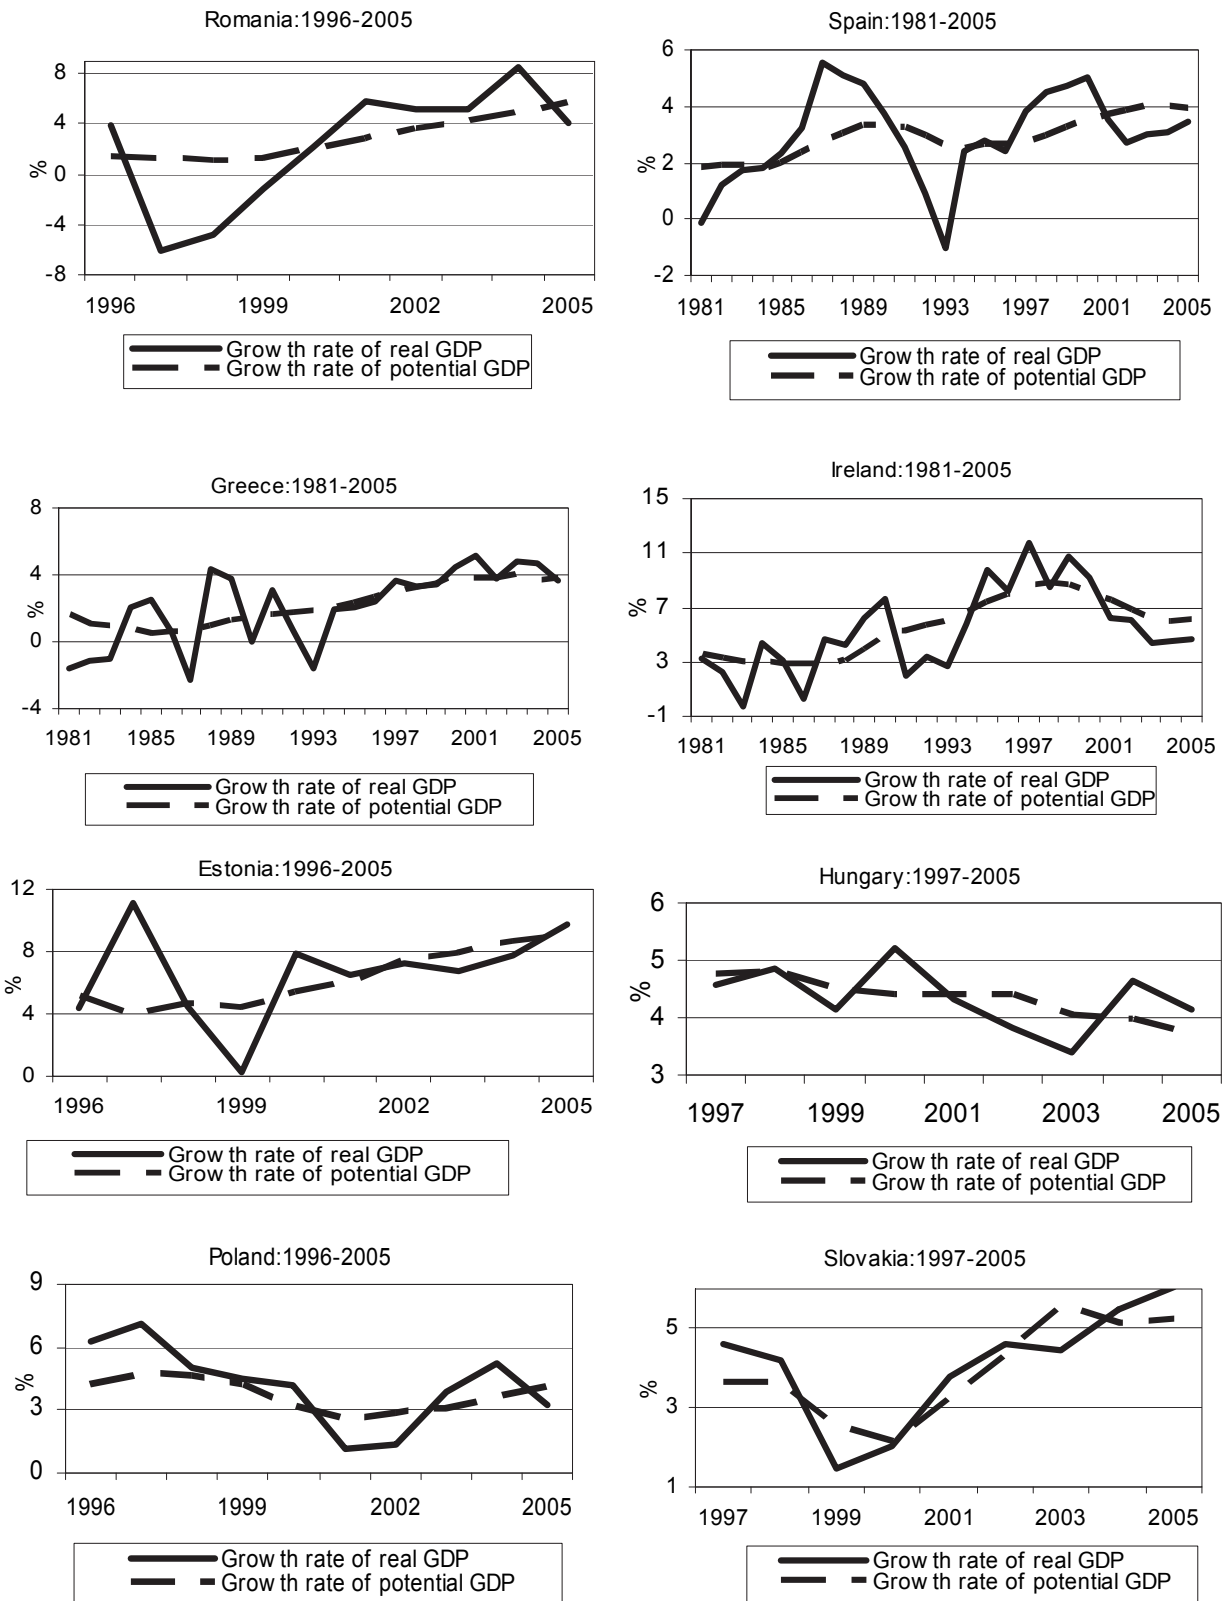 Romania:1996-2005
8
4
0
-4
-8
%
1996 1999 2002 2005
Grow th rate of real GDP
Grow th rate of potential GDP
Spain:1981-2005
6
4
2
0
-2
%
1981 1985 1989 1993 1997 2001 2005
Grow th rate of real GDP
Grow th rate of potential GDP
Greece:1981-2005
8
4
0
-4
%
1981 1985 1989 1993 1997 2001 2005
Grow th rate of real GDP
Grow th rate of potential GDP
Ireland:1981-2005
15
11
7
3
-1
%
1981 1985 1989 1993 1997 2001 2005
Grow th rate of real GDP
Grow th rate of potential GDP
Estonia:1996-2005
12
8
4
0
%
1996 1999 2002 2005
Grow th rate of real GDP
Grow th rate of potential GDP
Hungary:1997-2005
6
5
4
3
%
1997 1999 2001 2003 2005
Grow th rate of real GDP
Grow th rate of potential GDP
Poland:1996-2005
9
6
3
0
%
1996 1999 2002 2005
Grow th rate of real GDP
Grow th rate of potential GDP
Slovakia:1997-2005
5
3
1
%
1997 1999 2001 2003 2005
Grow th rate of real GDP
Grow th rate of potential GDP